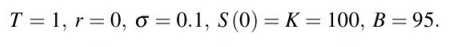 T = 1, r = 0, σ = 0.1, S(0) = K = 100, B = 95.